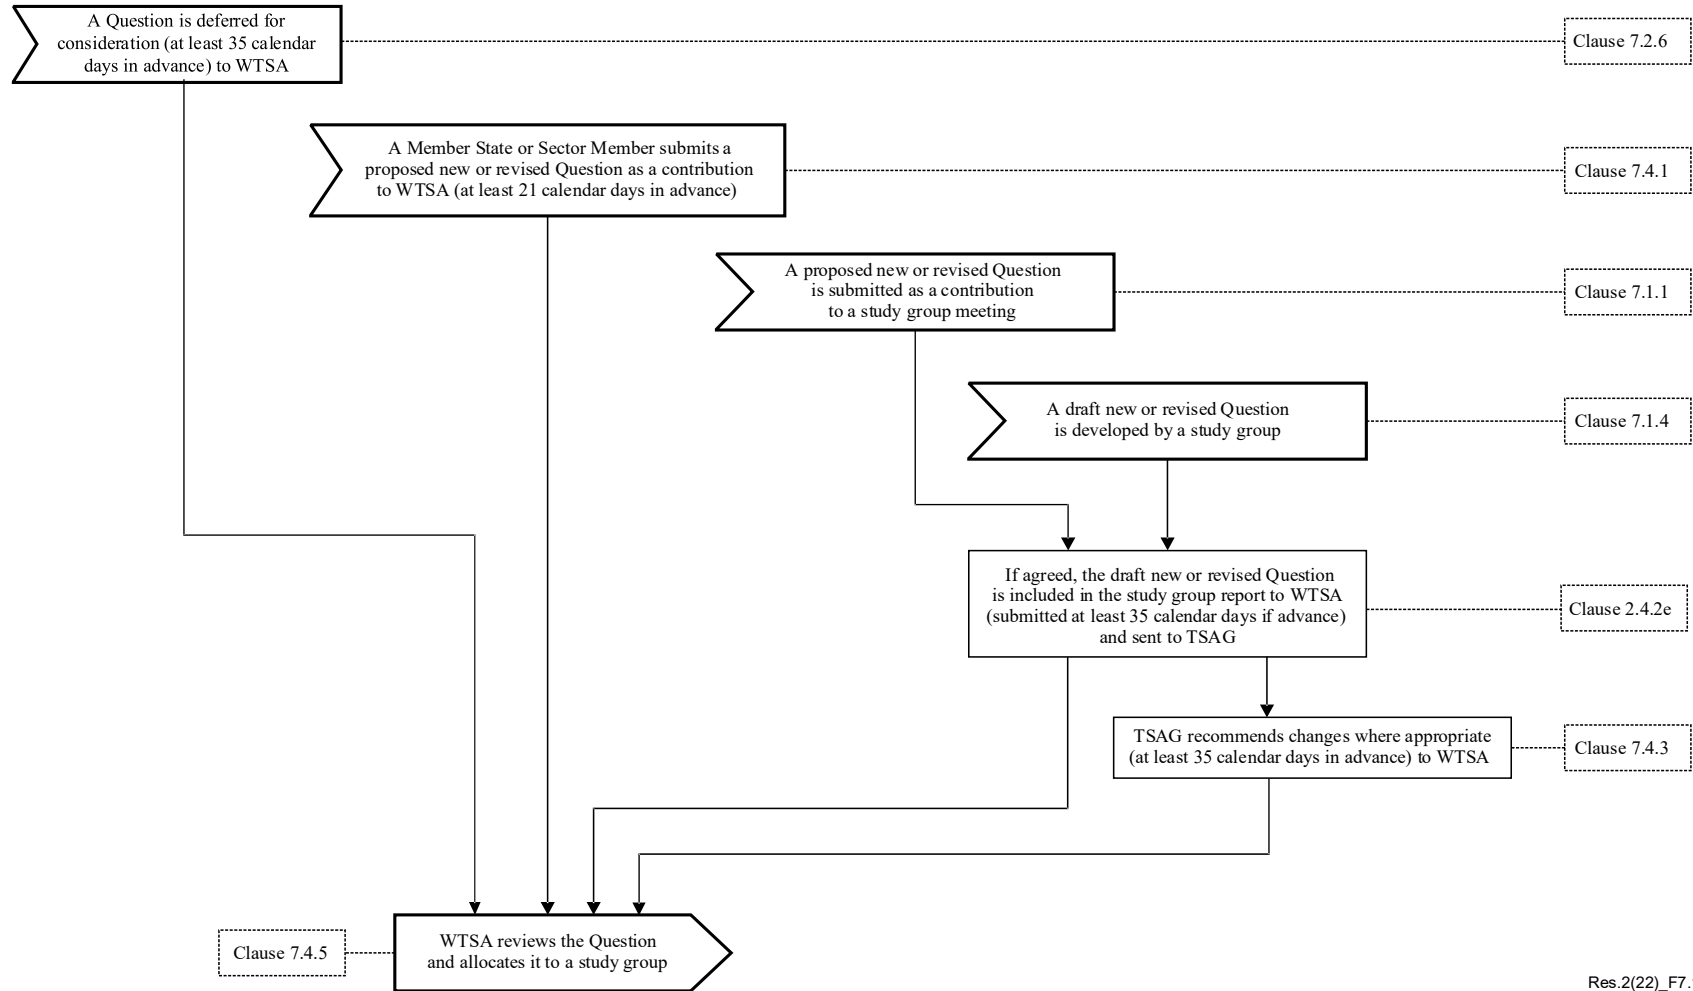 A Question is deferred for
consideration (at least 35 calendar
days in advance) to WTSA
Clause 7.2.6
A Member State or Sector Member submits a
proposed new or revised Question as a contribution
to WTSA (at least 21 calendar days in advance)
Clause 7.4.1
A proposed new or revised Question
is submitted as a contribution
to a study group meeting
Clause 7.1.1
A draft new or revised Question
is developed by a study group
Clause 7.1.4
If agreed, the draft new or revised Question
is included in the study group report to WTSA
(submitted at least 35 calendar days if advance)
and sent to TSAG
Clause 2.4.2e
TSAG recommends changes where appropriate
(at least 35 calendar days in advance) to WTSA
Clause 7.4.3
Clause 7.4.5
WTSA reviews the Question
and allocates it to a study group
Res.2(22)_F7.